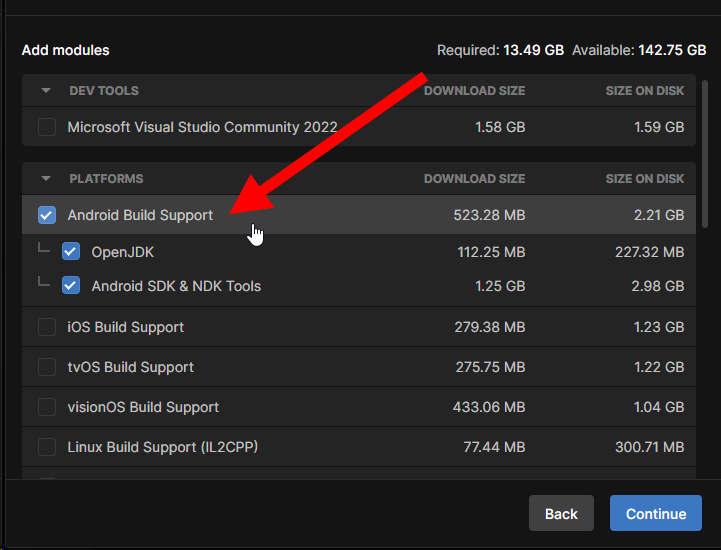 Add modules Required: 13.49 GB Available: 142.75 GB
DEV TOOLS DOWNLOAD SIZE SIZE ON DISK
Microsoft Visual Studio Community 2022 1.58 GB 1.59 GB
PLATFORMS DOWNLOAD SIZE SIZE ON DISK
Android Build Support 523.28 MB 2.21 GB
OpenJDK 112.25 MB 227.32 MB
Android SDK & NDK Tools 1.25 GB 2.98 GB
iOS Build Support 279.38 MB 1.23 GB
tvOS Build Support 275.75 MB 1.22 GB
visionOS Build Support 433.06 MB 1.04 GB
Linux Build Support (IL2CPP) 77.44 MB 300.71 MB
Back Continue